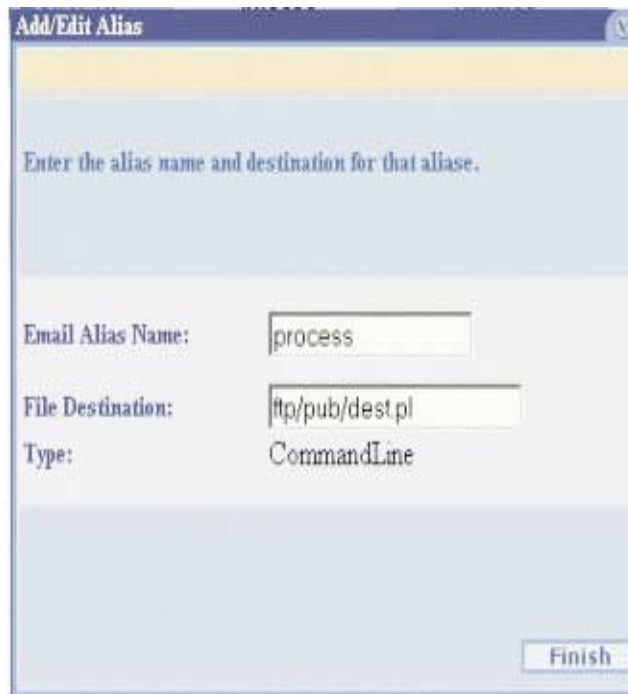 Add/Edit Alias
Enter the alias name and destination for that aliase.
Email Alias Name:
process
File Destination:
ftp/pub/dest.pl
Type:
CommandLine
Finish